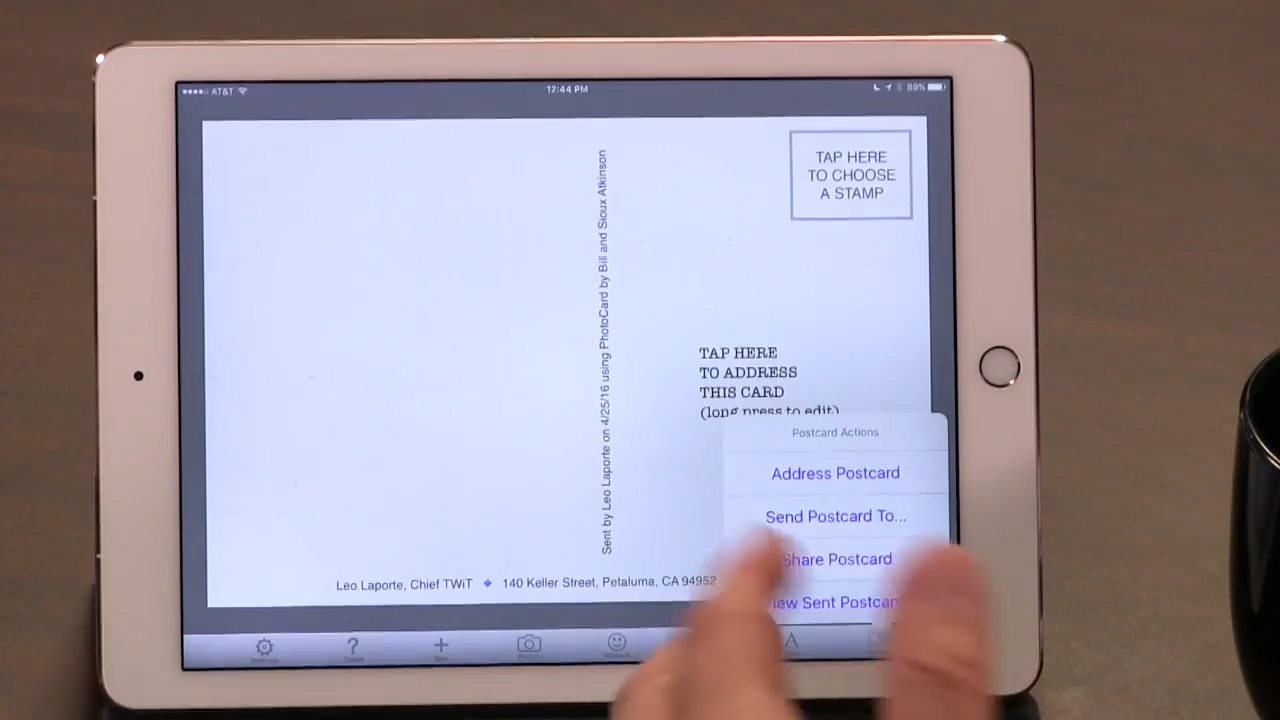 AT&T
12:44 PM
89%
TAP HERE
TO CHOOSE
A STAMP
Sent by Leo Laporte on 4/25/16 using PhotoCard by Bill and Sioux Atkinson
TAP HERE
TO ADDRESS
THIS CARD
(long press to edit)
Postcard Actions
Address Postcard
Send Postcard To...
Share Postcard
Sent
Leo Laporte, Chief TWiT ◆ 140 Keller Street, Petaluma, CA 94952
?
+
A